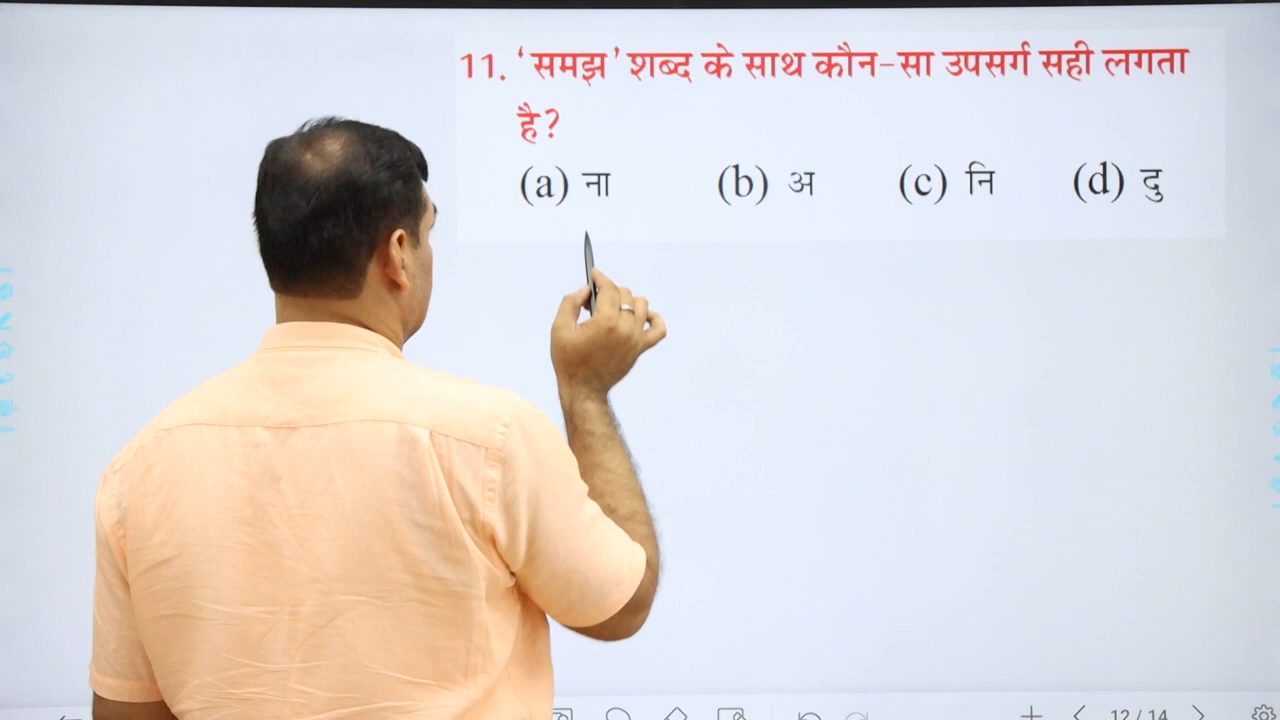 11. 'समझ' शब्द के साथ कौन-सा उपसर्ग सही लगता
है?
(a) ना (b) अ (c) नि (d) दु
12/14